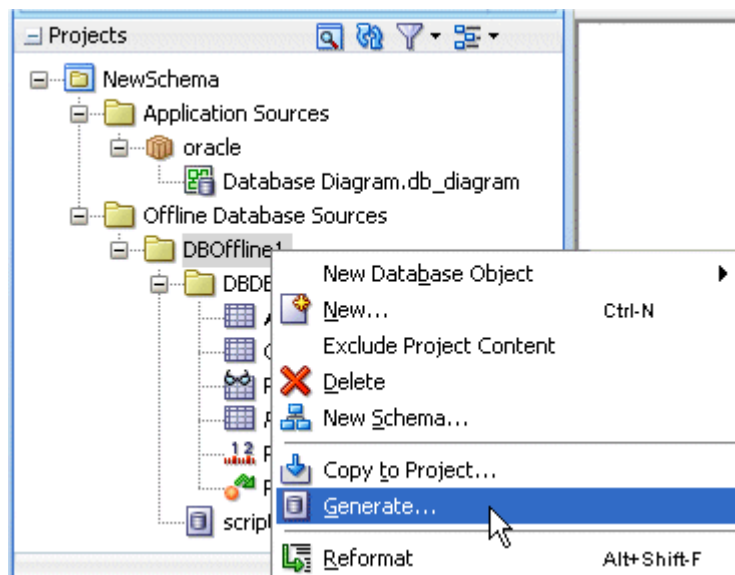 Projects
NewSchema
Application Sources
oracle
Database Diagram.db_diagram
Offline Database Sources
DBOffline1
New Database Object
New... Ctrl-N
Exclude Project Content
Delete
New Schema...
Copy to Project...
Generate...
Reformat Alt+Shift-F